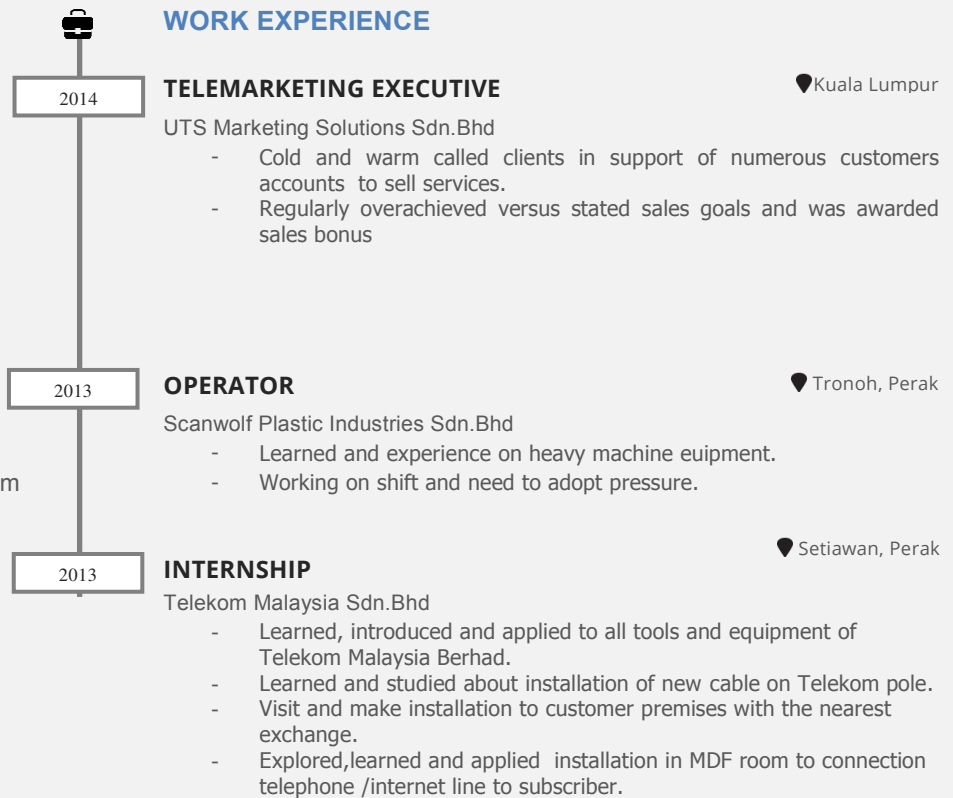 WORK EXPERIENCE
2014
TELEMARKETING EXECUTIVE
Kuala Lumpur
UTS Marketing Solutions Sdn.Bhd
- Cold and warm called clients in support of numerous customers
accounts to sell services.
- Regularly overachieved versus stated sales goals and was awarded
sales bonus
2013
OPERATOR
Tronoh, Perak
Scanwolf Plastic Industries Sdn.Bhd
- Learned and experience on heavy machine euipment.
m
- Working on shift and need to adopt pressure.
Setiawan, Perak
2013
INTERNSHIP
Telekom Malaysia Sdn.Bhd
- Learned, introduced and applied to all tools and equipment of
Telekom Malaysia Berhad.
- Learned and studied about installation of new cable on Telekom pole.
- Visit and make installation to customer premises with the nearest
exchange.
- Explored,learned and applied installation in MDF room to connection
telephone /internet line to subscriber.